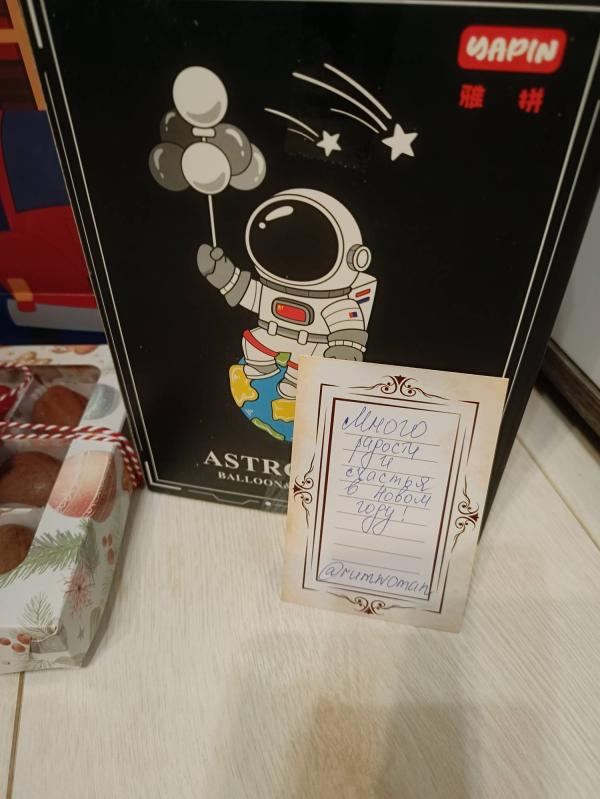 YAPIN
雅拼
ASTRO
BALLOON
Много
радости
и
счастья
в Новом
году!
@rumwoman